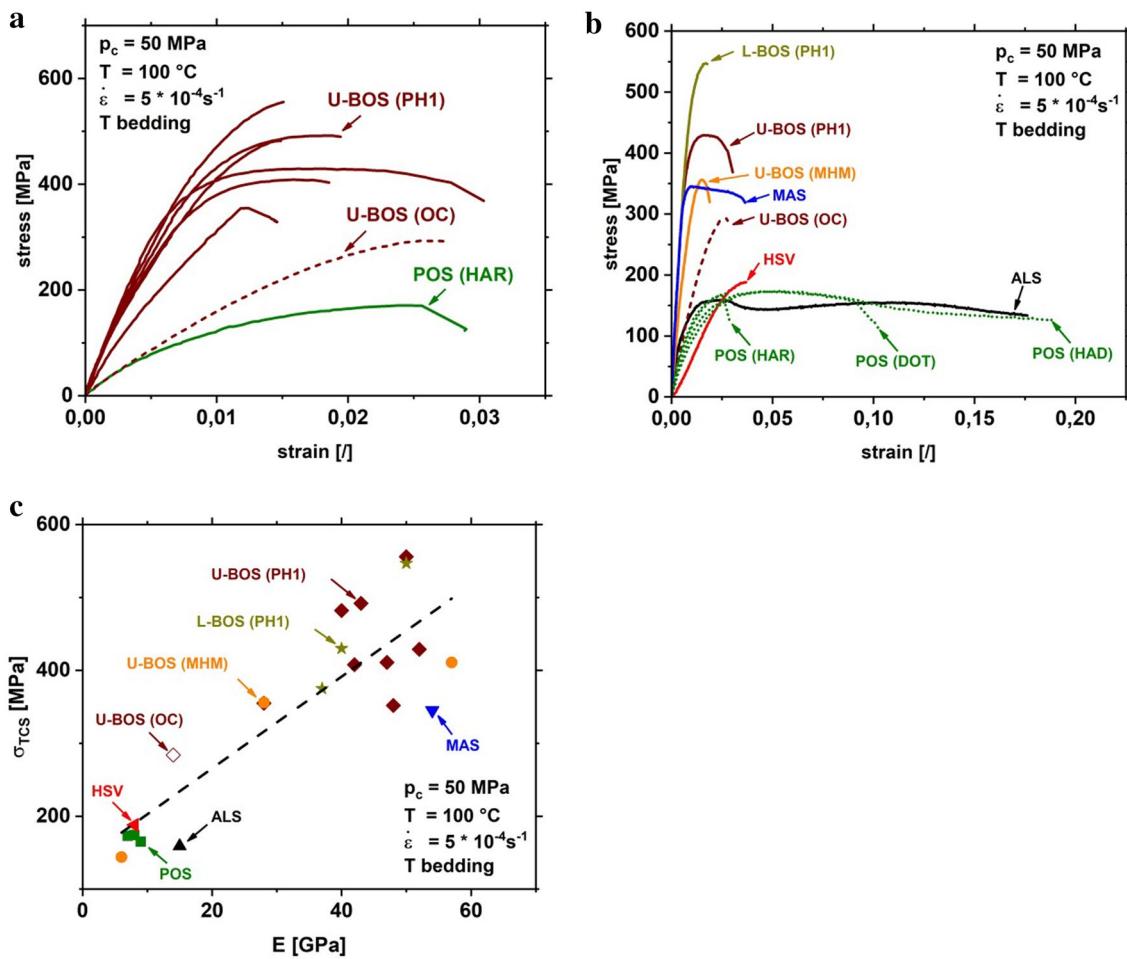 a
p_c = 50 MPa
T = 100 °C
ε̇ = 5 * 10^-4 s^-1
T bedding
U-BOS (PH1)
U-BOS (OC)
POS (HAR)
600
400
200
0
stress [MPa]
0,00
0,01
0,02
0,03
strain [/]
b
p_c = 50 MPa
T = 100 °C
ε̇ = 5 * 10^-4 s^-1
T bedding
L-BOS (PH1)
U-BOS (PH1)
U-BOS (MHM)
MAS
U-BOS (OC)
HSV
ALS
POS (HAR)
POS (DOT)
POS (HAD)
600
500
400
300
200
100
0
stress [MPa]
0,00
0,05
0,10
0,15
0,20
strain [/]
c
U-BOS (PH1)
L-BOS (PH1)
U-BOS (MHM)
U-BOS (OC)
HSV
ALS
POS
MAS
p_c = 50 MPa
T = 100 °C
ε̇ = 5 * 10^-4 s^-1
T bedding
600
400
200
σ_TCS [MPa]
0
20
40
60
E [GPa]